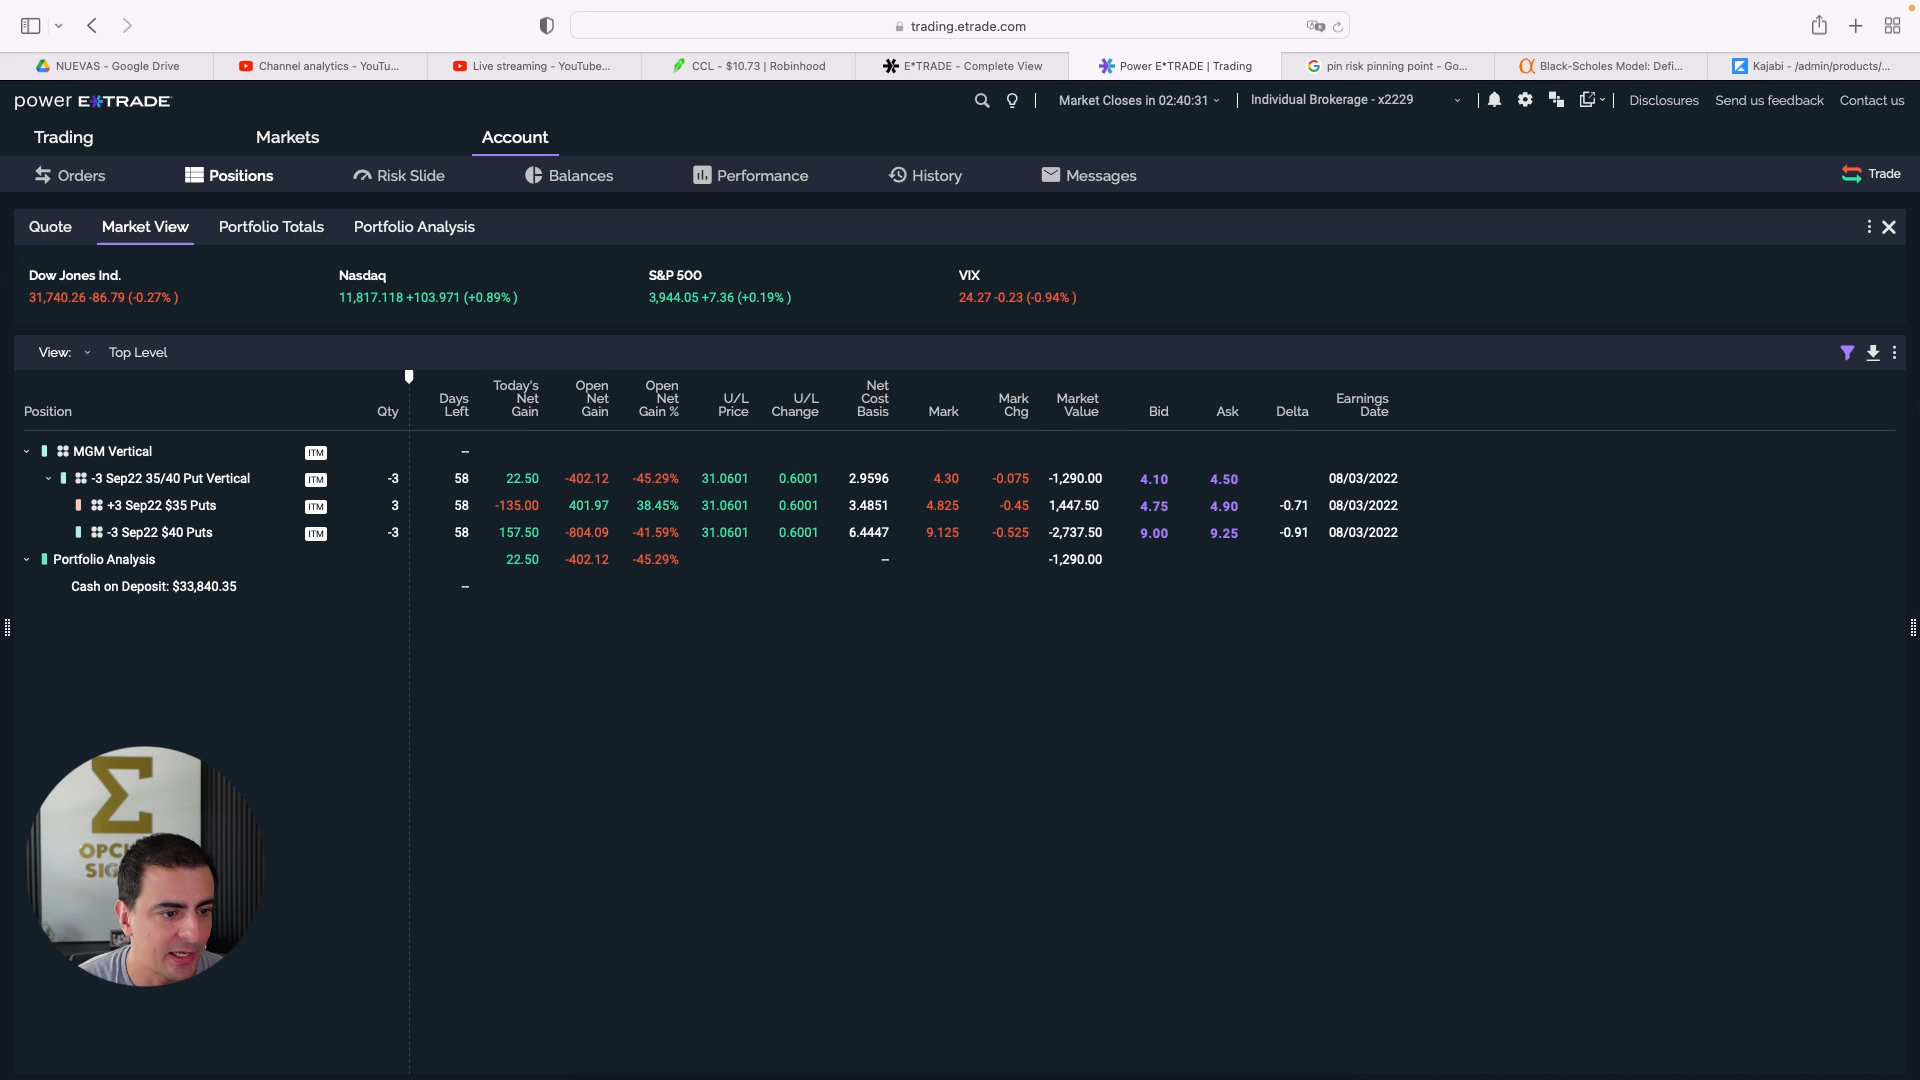 trading.etrade.com
NUEVAS - Google Drive
Channel analytics - YouTu...
Live streaming - YouTube...
CCL - $10.73 | Robinhood
E*TRADE - Complete View
Power E*TRADE | Trading
pin risk pinning point - Go...
Black-Scholes Model: Defi...
Kajabi - /admin/products/...
power E*TRADE
Market Closes in 02:40:31
Individual Brokerage - x2229
Disclosures
Send us feedback
Contact us
Trading Markets Account
Orders Positions Risk Slide Balances Performance History Messages Trade
Quote Market View Portfolio Totals Portfolio Analysis
Dow Jones Ind. Nasdaq S&P 500 VIX
31,740.26 -86.79 (-0.27% ) 11,817.118 +103.971 (+0.89% ) 3,944.05 +7.36 (+0.19% ) 24.27 -0.23 (-0.94% )
View: Top Level
Position Qty Days Left Today's Net Gain Open Net Gain Open Net Gain % U/L Price U/L Change Net Cost Basis Mark Mark Chg Market Value Bid Ask Delta Earnings Date
MGM Vertical ITM --
-3 Sep22 35/40 Put Vertical ITM -3 58 22.50 -402.12 -45.29% 31.0601 0.6001 2.9596 4.30 -0.075 -1,290.00 4.10 4.50 08/03/2022
+3 Sep22 $35 Puts ITM 3 58 -135.00 401.97 38.45% 31.0601 0.6001 3.4851 4.825 -0.45 1,447.50 4.75 4.90 -0.71 08/03/2022
-3 Sep22 $40 Puts ITM -3 58 157.50 -804.09 -41.59% 31.0601 0.6001 6.4447 9.125 -0.525 -2,737.50 9.00 9.25 -0.91 08/03/2022
Portfolio Analysis 22.50 -402.12 -45.29% -- -1,290.00
Cash on Deposit: $33,840.35 --